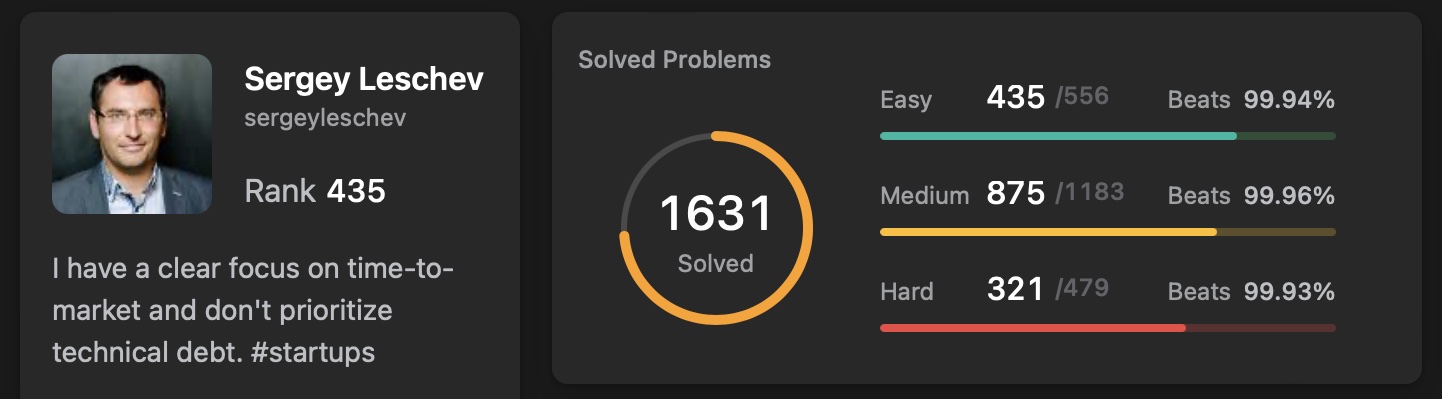 Sergey Leschev
sergeyleschev
Rank 435
I have a clear focus on time-to-
market and don't prioritize
technical debt. #startups
Solved Problems
1631
Solved
Easy 435 /556 Beats 99.94%
Medium 875 /1183 Beats 99.96%
Hard 321 /479 Beats 99.93%